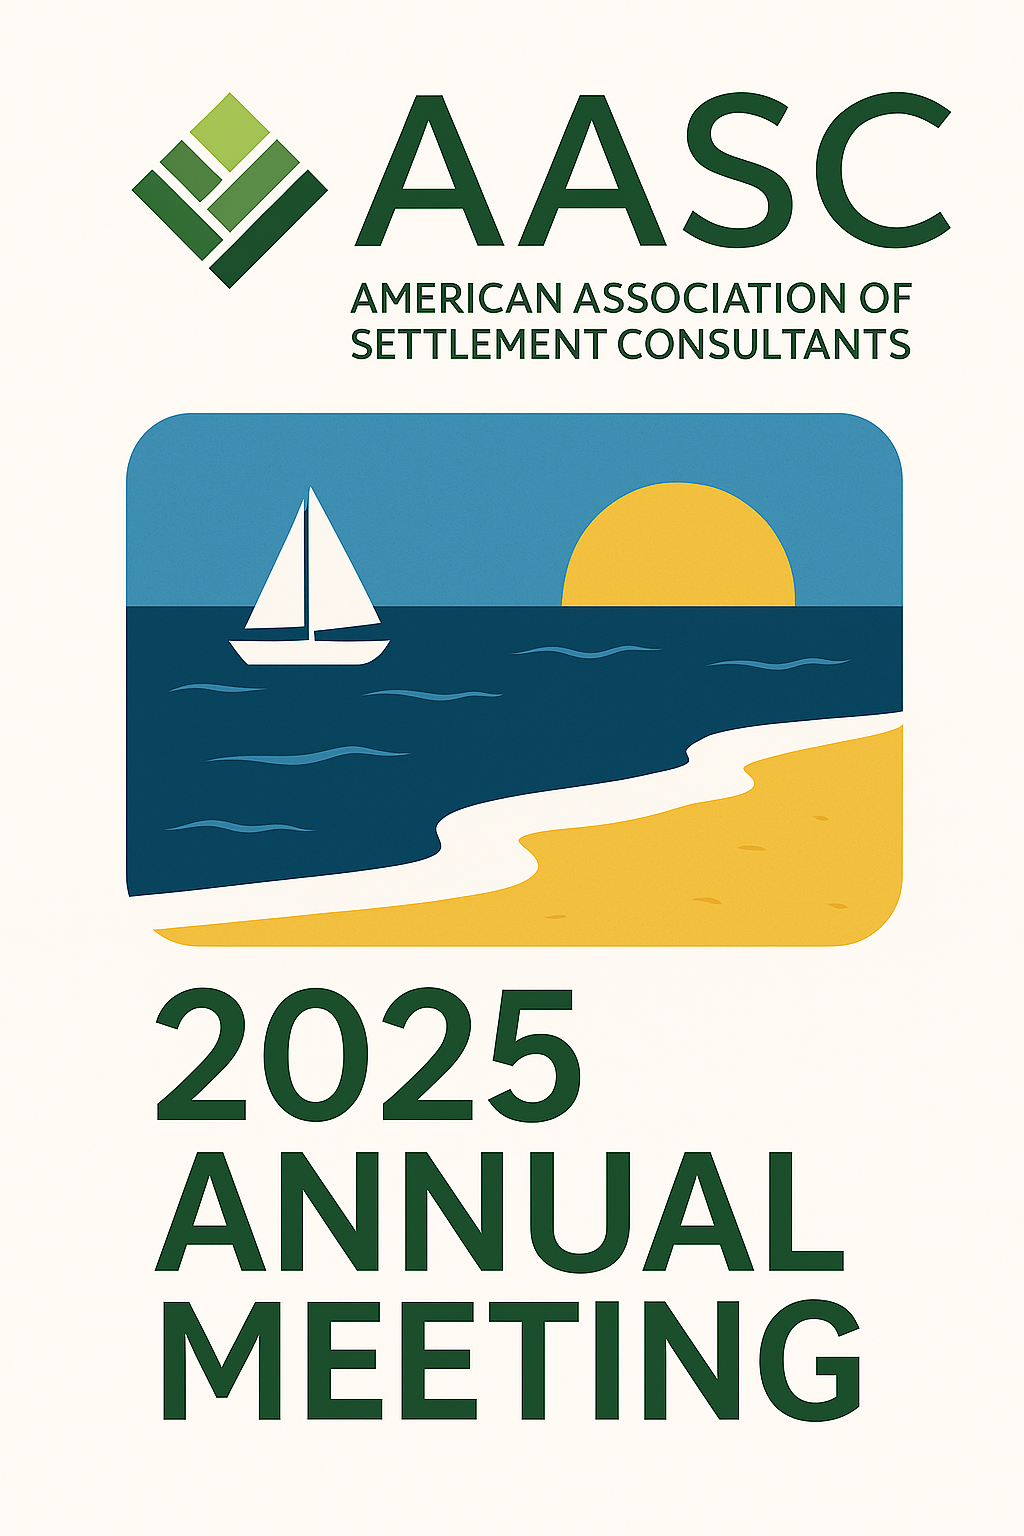 AASC
AMERICAN ASSOCIATION OF
SETTLEMENT CONSULTANTS
2025
ANNUAL
MEETING